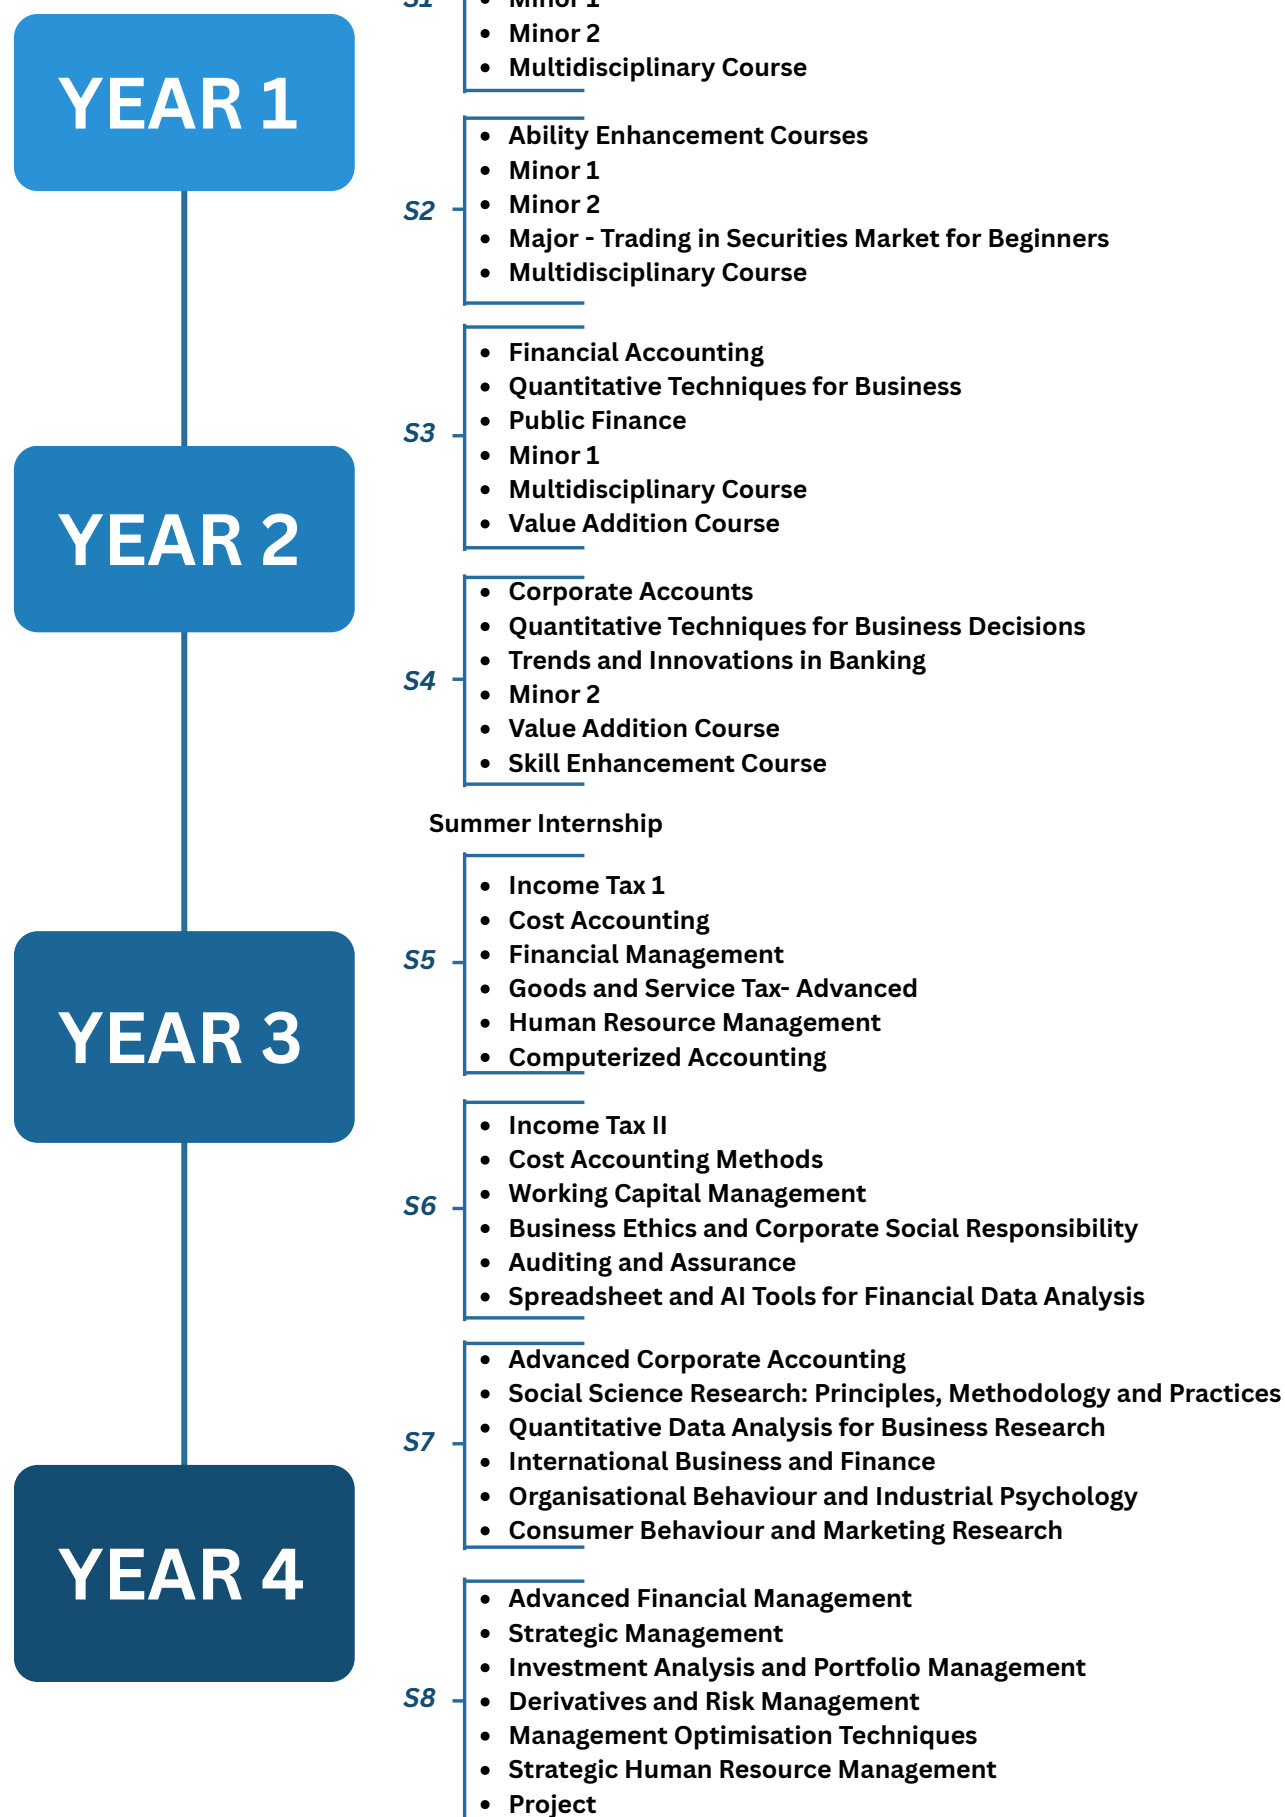 S1
• Minor 1
• Minor 2
• Multidisciplinary Course
YEAR 1
S2
• Ability Enhancement Courses
• Minor 1
• Minor 2
• Major - Trading in Securities Market for Beginners
• Multidisciplinary Course
YEAR 2
S3
• Financial Accounting
• Quantitative Techniques for Business
• Public Finance
• Minor 1
• Multidisciplinary Course
• Value Addition Course
S4
• Corporate Accounts
• Quantitative Techniques for Business Decisions
• Trends and Innovations in Banking
• Minor 2
• Value Addition Course
• Skill Enhancement Course
Summer Internship
YEAR 3
S5
• Income Tax 1
• Cost Accounting
• Financial Management
• Goods and Service Tax- Advanced
• Human Resource Management
• Computerized Accounting
S6
• Income Tax II
• Cost Accounting Methods
• Working Capital Management
• Business Ethics and Corporate Social Responsibility
• Auditing and Assurance
• Spreadsheet and AI Tools for Financial Data Analysis
YEAR 4
S7
• Advanced Corporate Accounting
• Social Science Research: Principles, Methodology and Practices
• Quantitative Data Analysis for Business Research
• International Business and Finance
• Organisational Behaviour and Industrial Psychology
• Consumer Behaviour and Marketing Research
S8
• Advanced Financial Management
• Strategic Management
• Investment Analysis and Portfolio Management
• Derivatives and Risk Management
• Management Optimisation Techniques
• Strategic Human Resource Management
• Project